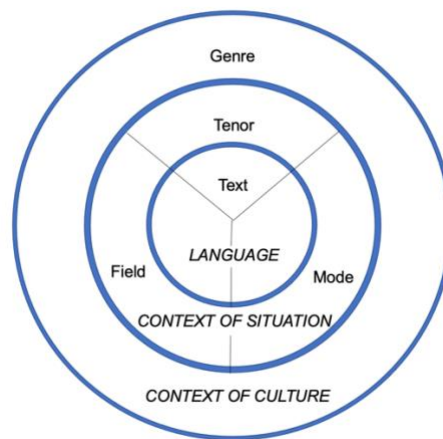 Genre
Tenor
Text
LANGUAGE
Field
Mode
CONTEXT OF SITUATION
CONTEXT OF CULTURE